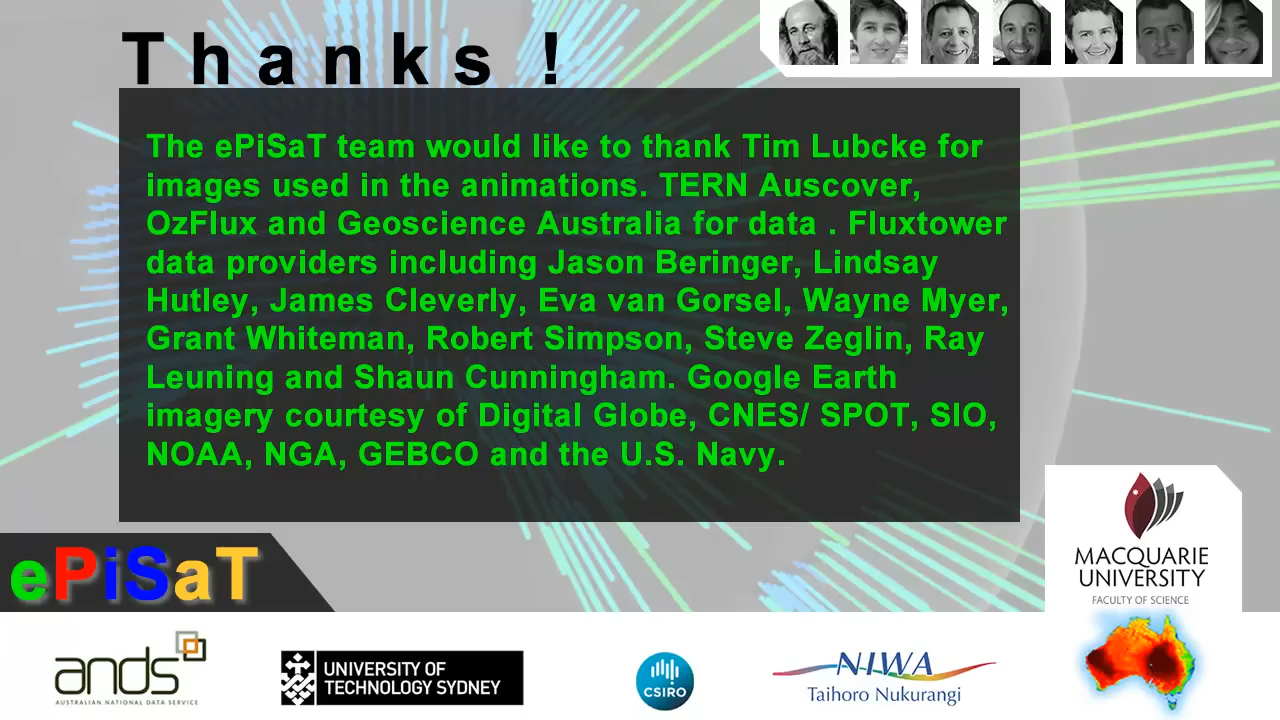 Thanks !
The ePiSaT team would like to thank Tim Lubcke for
images used in the animations. TERN Auscover,
OzFlux and Geoscience Australia for data . Fluxtower
data providers including Jason Beringer, Lindsay
Hutley, James Cleverly, Eva van Gorsel, Wayne Myer,
Grant Whiteman, Robert Simpson, Steve Zeglin, Ray
Leuning and Shaun Cunningham. Google Earth
imagery courtesy of Digital Globe, CNES/ SPOT, SIO,
NOAA, NGA, GEBCO and the U.S. Navy.
MACQUARIE
UNIVERSITY
FACULTY OF SCIENCE
ePiSaT
ands
AUSTRALIAN NATIONAL DATA SERVICE
UNIVERSITY OF
TECHNOLOGY SYDNEY
CSIRO
NIWA
Taihoro Nukurangi